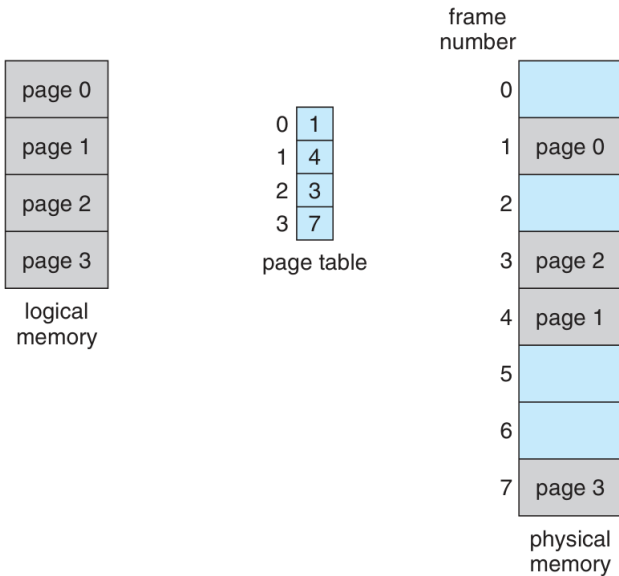 page 0
page 1
page 2
page 3
logical
memory
0 1
1 4
2 3
3 7
page table
frame
number
0
1 page 0
2
3 page 2
4 page 1
5
6
7 page 3
physical
memory